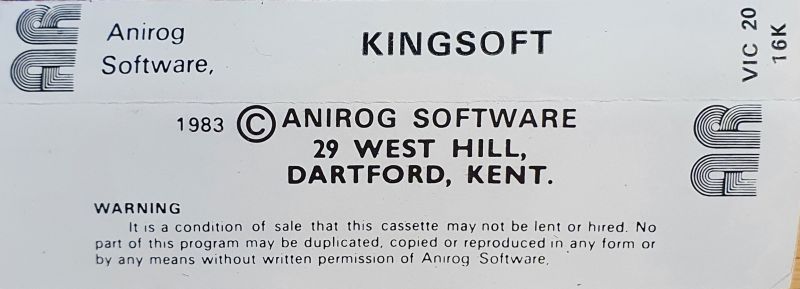 AR
Anirog
Software,
KINGSOFT
VIC 20
16K
1983 © ANIROG SOFTWARE
29 WEST HILL,
DARTFORD, KENT.
AR
WARNING
It is a condition of sale that this cassette may not be lent or hired. No
part of this program may be duplicated, copied or reproduced in any form or
by any means without written permission of Anirog Software.